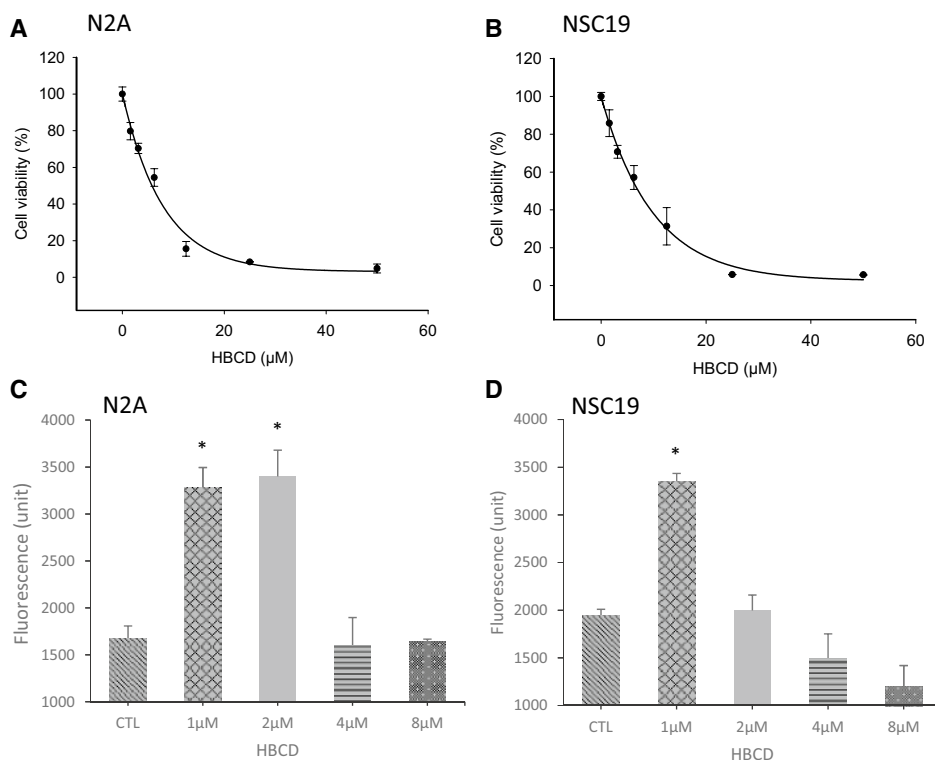 A
N2A
120
100
80
60
40
20
0
Cell viability (%)
0
20
40
60
HBCD (µM)
B
NSC19
120
100
80
60
40
20
0
Cell viability (%)
0
20
40
60
HBCD (µM)
C
N2A
4000
3500
3000
2500
2000
1500
1000
Fluorescence (unit)
*
*
CTL
1µM
2µM
4µM
8µM
HBCD
D
NSC19
4000
3500
3000
2500
2000
1500
1000
Fluorescence (unit)
*
CTL
1µM
2µM
4µM
8µM
HBCD